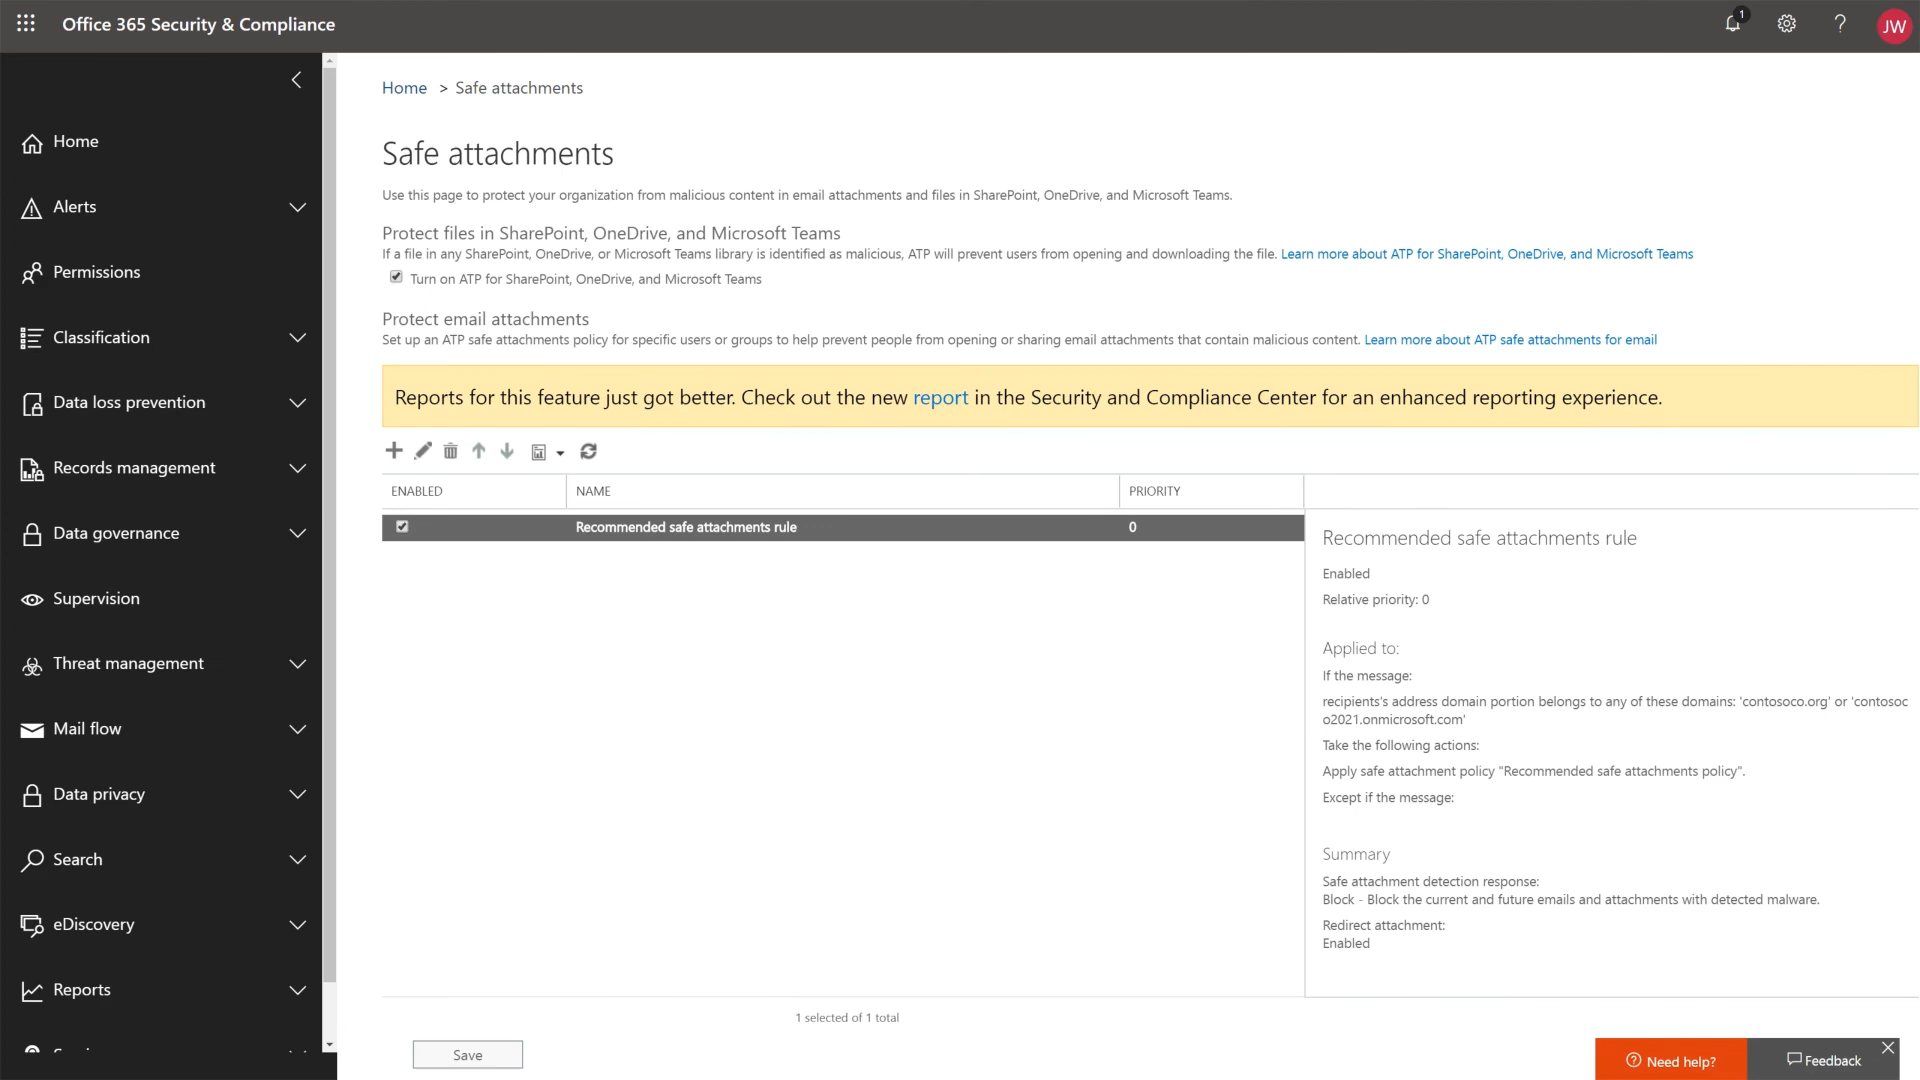 Office 365 Security & Compliance
1
JW
Home
Alerts
Permissions
Classification
Data loss prevention
Records management
Data governance
Supervision
Threat management
Mail flow
Data privacy
Search
eDiscovery
Reports
Home > Safe attachments
Safe attachments
Use this page to protect your organization from malicious content in email attachments and files in SharePoint, OneDrive, and Microsoft Teams.
Protect files in SharePoint, OneDrive, and Microsoft Teams
If a file in any SharePoint, OneDrive, or Microsoft Teams library is identified as malicious, ATP will prevent users from opening and downloading the file. Learn more about ATP for SharePoint, OneDrive, and Microsoft Teams
Turn on ATP for SharePoint, OneDrive, and Microsoft Teams
Protect email attachments
Set up an ATP safe attachments policy for specific users or groups to help prevent people from opening or sharing email attachments that contain malicious content. Learn more about ATP safe attachments for email
Reports for this feature just got better. Check out the new report in the Security and Compliance Center for an enhanced reporting experience.
ENABLED NAME PRIORITY
Recommended safe attachments rule 0
Recommended safe attachments rule
Enabled
Relative priority: 0
Applied to:
If the message:
recipients's address domain portion belongs to any of these domains: 'contosoco.org' or 'contosoc
o2021.onmicrosoft.com'
Take the following actions:
Apply safe attachment policy "Recommended safe attachments policy".
Except if the message:
Summary
Safe attachment detection response:
Block - Block the current and future emails and attachments with detected malware.
Redirect attachment:
Enabled
1 selected of 1 total
Save
Need help?
Feedback